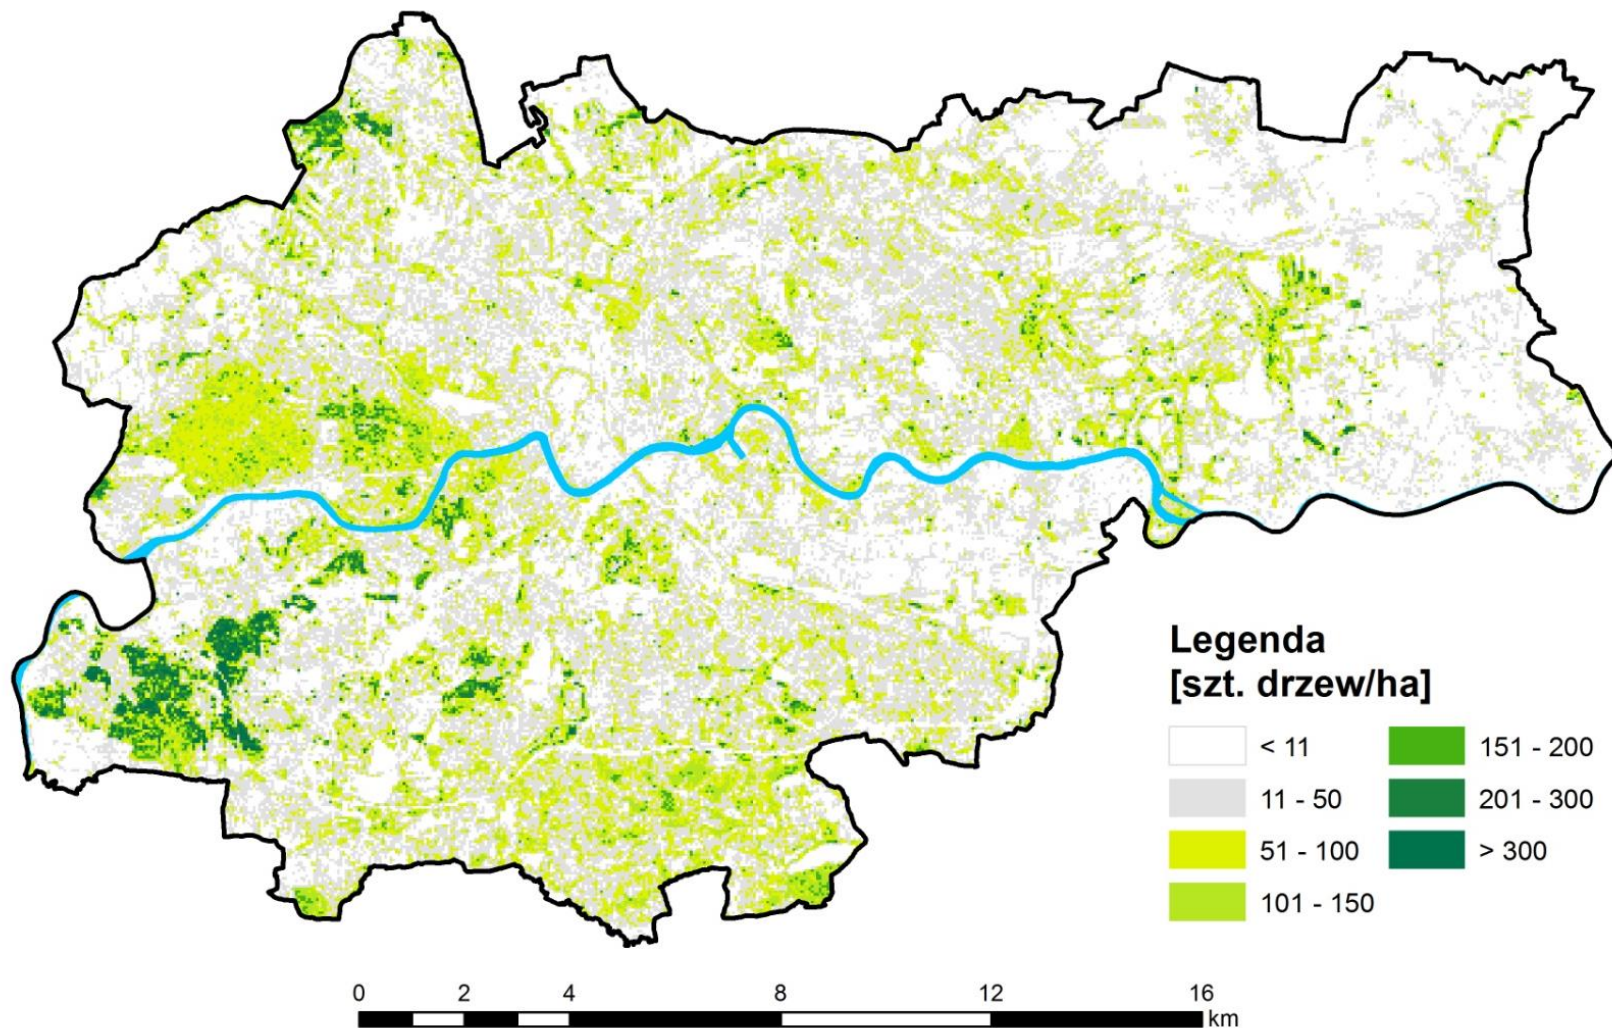 Legenda
[szt. drzew/ha]
< 11
11 - 50
51 - 100
101 - 150
151 - 200
201 - 300
> 300
0 2 4 8 12 16
km